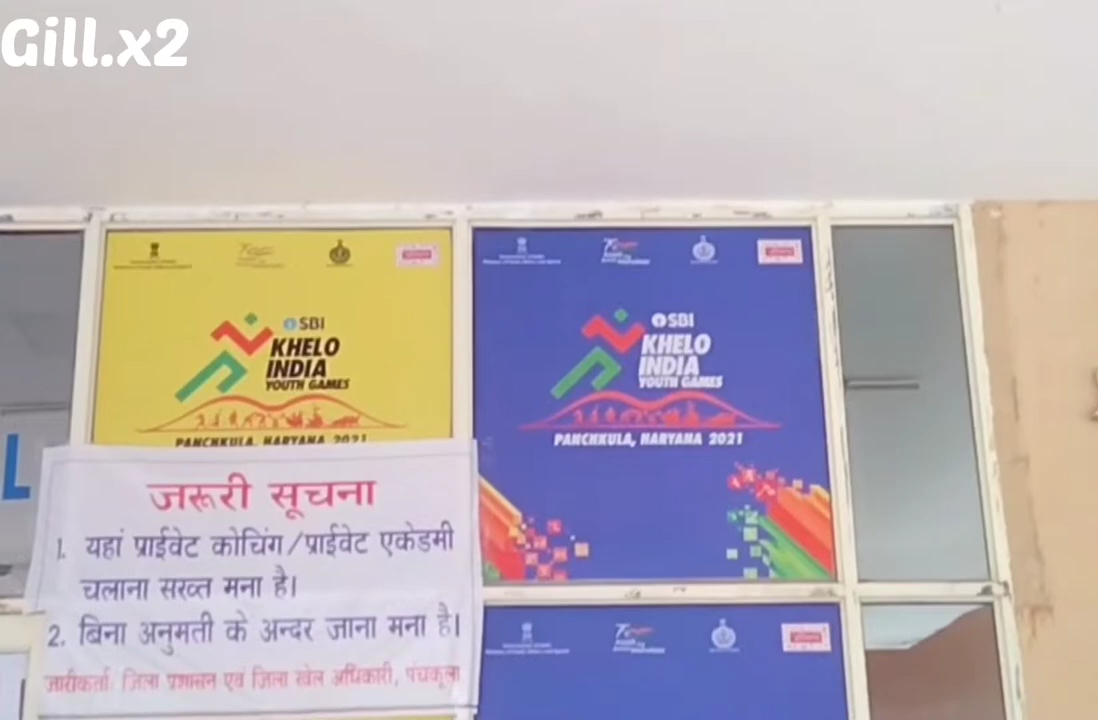 Gill.x2
SBI
KHELO
INDIA
YOUTH GAMES
PANCHKULA, HARYANA 2021
SBI
KHELO
INDIA
YOUTH GAMES
PANCHKULA, HARYANA 2021
L
जरूरी सूचना
1. यहां प्राईवेट कोचिंग/प्राईवेट एकेडमी
चलाना सख्त मना है।
2. बिना अनुमती के अन्दर जाना मना है।
जारीकर्ता: जिला प्रशासन एवं जिला खेल अधिकारी, पंचकूला